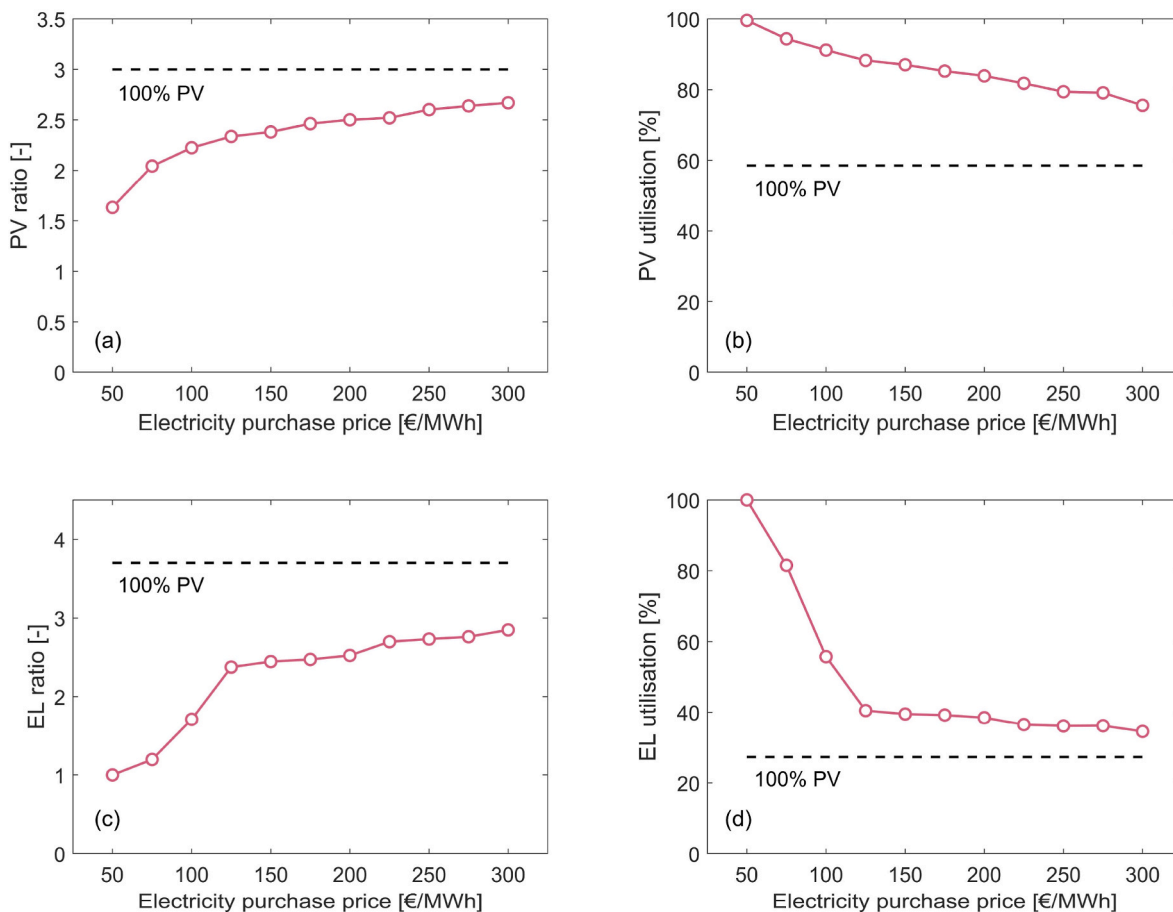 3.5
3
2.5
2
1.5
1
0.5
0
PV ratio [-]
100% PV
(a)
50 100 150 200 250 300
Electricity purchase price [€/MWh]
100
80
60
40
20
0
PV utilisation [%]
100% PV
(b)
50 100 150 200 250 300
Electricity purchase price [€/MWh]
4
3
2
1
0
EL ratio [-]
100% PV
(c)
50 100 150 200 250 300
Electricity purchase price [€/MWh]
100
80
60
40
20
0
EL utilisation [%]
100% PV
(d)
50 100 150 200 250 300
Electricity purchase price [€/MWh]